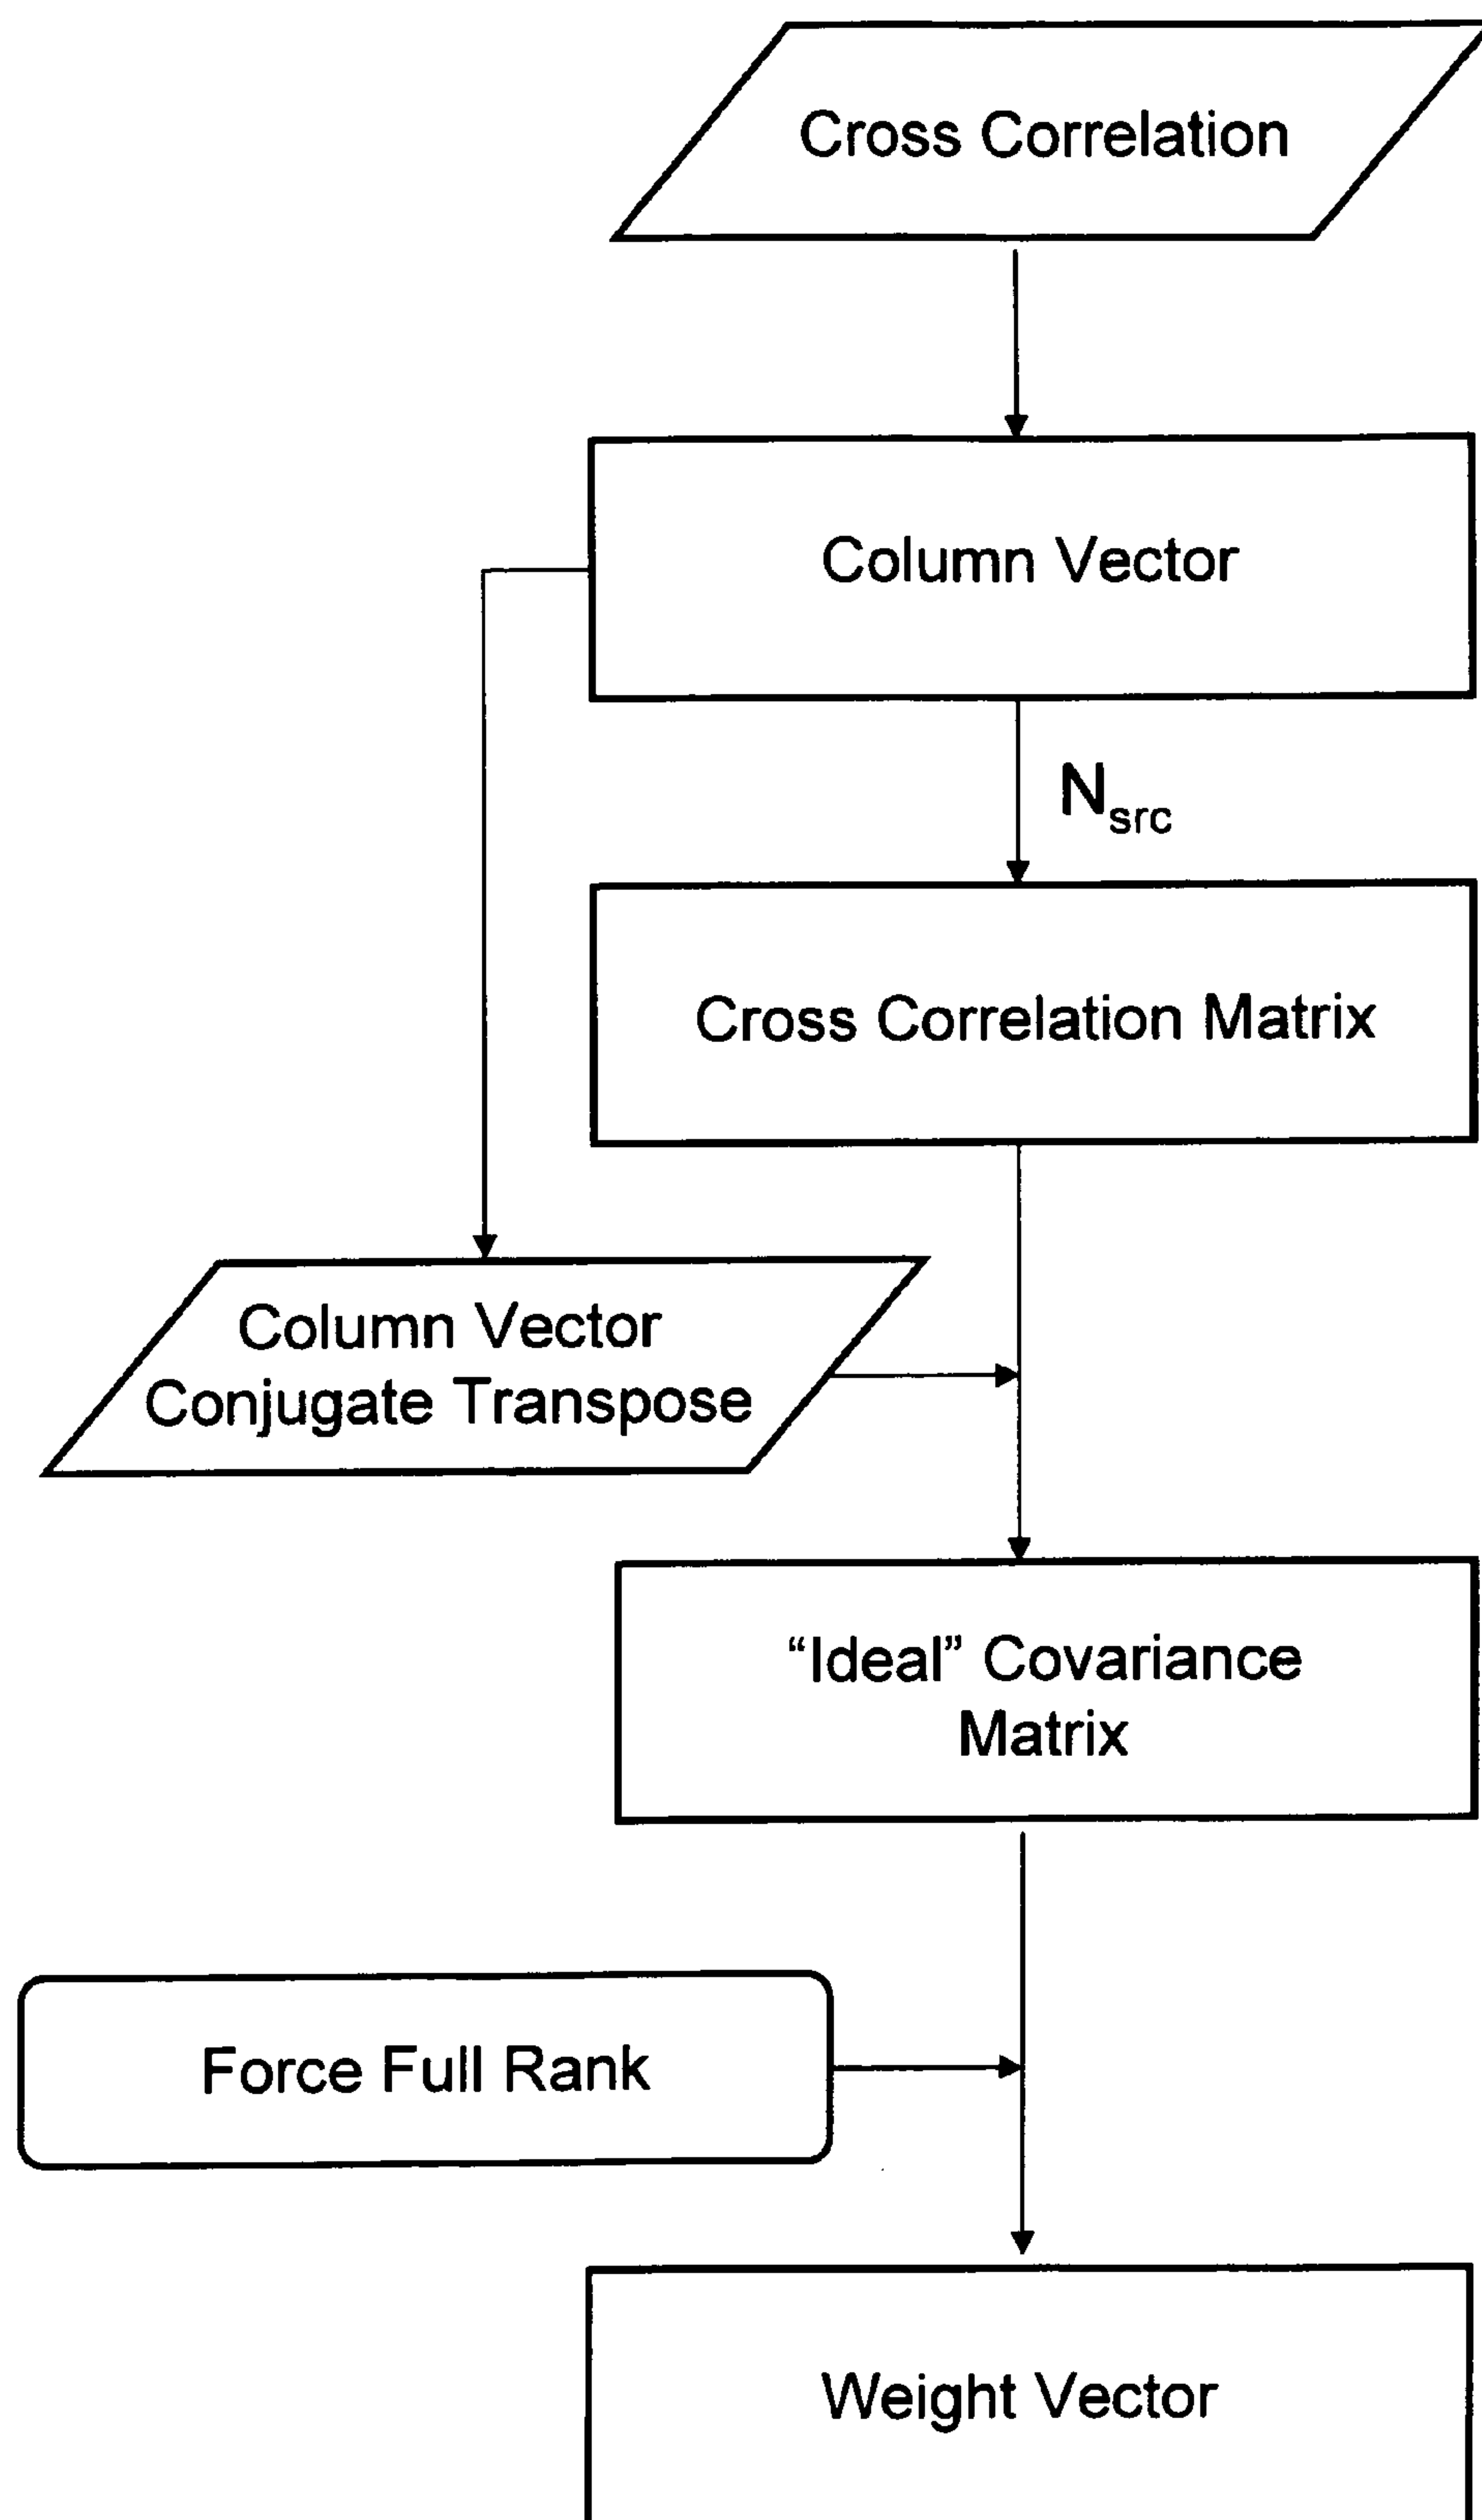 Cross Correlation
Column Vector
N_src
Cross Correlation Matrix
Column Vector
Conjugate Transpose
“Ideal” Covariance
Matrix
Force Full Rank
Weight Vector